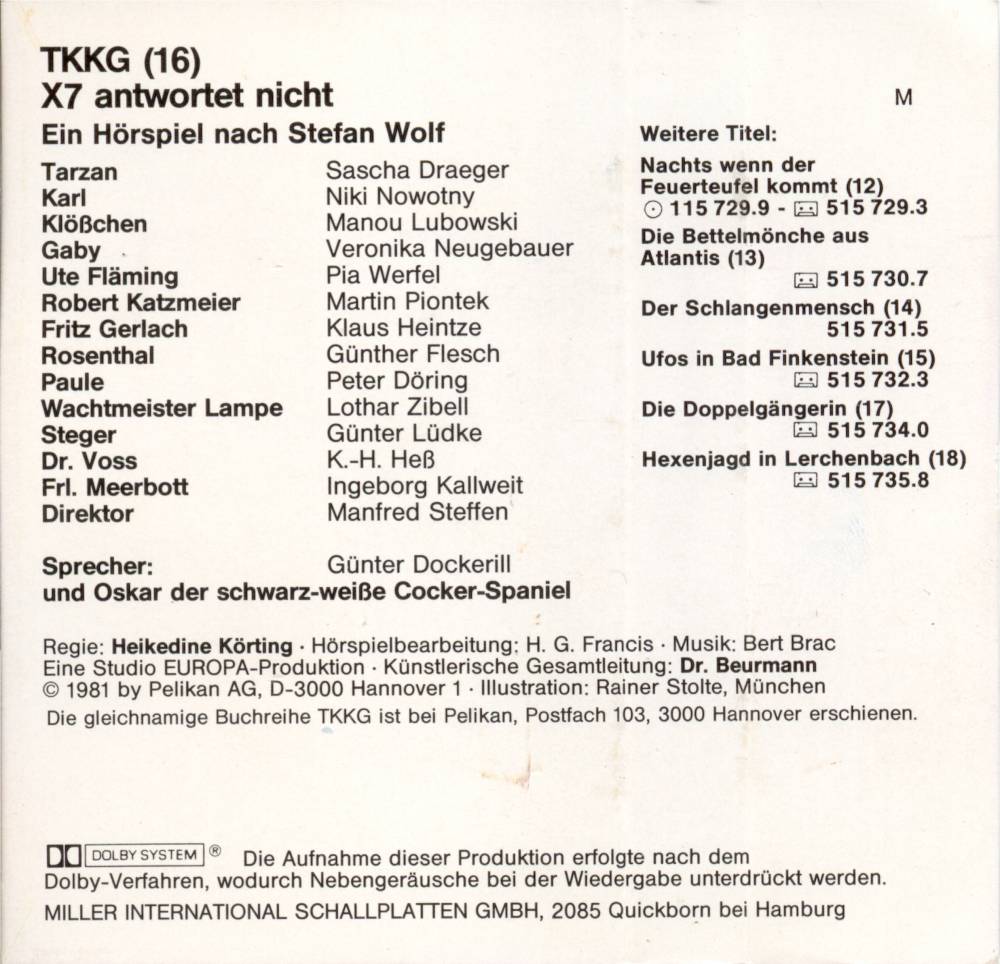 TKKG (16)
X7 antwortet nicht
Ein Hörspiel nach Stefan Wolf
Tarzan Sascha Draeger
Karl Niki Nowotny
Klößchen Manou Lubowski
Gaby Veronika Neugebauer
Ute Fläming Pia Werfel
Robert Katzmeier Martin Piontek
Fritz Gerlach Klaus Heintze
Rosenthal Günther Flesch
Paule Peter Döring
Wachtmeister Lampe Lothar Zibell
Steger Günter Lüdke
Dr. Voss K.-H. Heß
Frl. Meerbott Ingeborg Kallweit
Direktor Manfred Steffen
Sprecher: Günter Dockerill
und Oskar der schwarz-weiße Cocker-Spaniel
M
Weitere Titel:
Nachts wenn der
Feuerteufel kommt (12)
115 729.9 - 515 729.3
Die Bettelmönche aus
Atlantis (13)
515 730.7
Der Schlangenmensch (14)
515 731.5
Ufos in Bad Finkenstein (15)
515 732.3
Die Doppelgängerin (17)
515 734.0
Hexenjagd in Lerchenbach (18)
515 735.8
Regie: Heikedine Körting · Hörspielbearbeitung: H. G. Francis · Musik: Bert Brac
Eine Studio EUROPA-Produktion · Künstlerische Gesamtleitung: Dr. Beurmann
© 1981 by Pelikan AG, D-3000 Hannover 1 · Illustration: Rainer Stolte, München
Die gleichnamige Buchreihe TKKG ist bei Pelikan, Postfach 103, 3000 Hannover erschienen.
DOLBY SYSTEM ® Die Aufnahme dieser Produktion erfolgte nach dem
Dolby-Verfahren, wodurch Nebengeräusche bei der Wiedergabe unterdrückt werden.
MILLER INTERNATIONAL SCHALLPLATTEN GMBH, 2085 Quickborn bei Hamburg